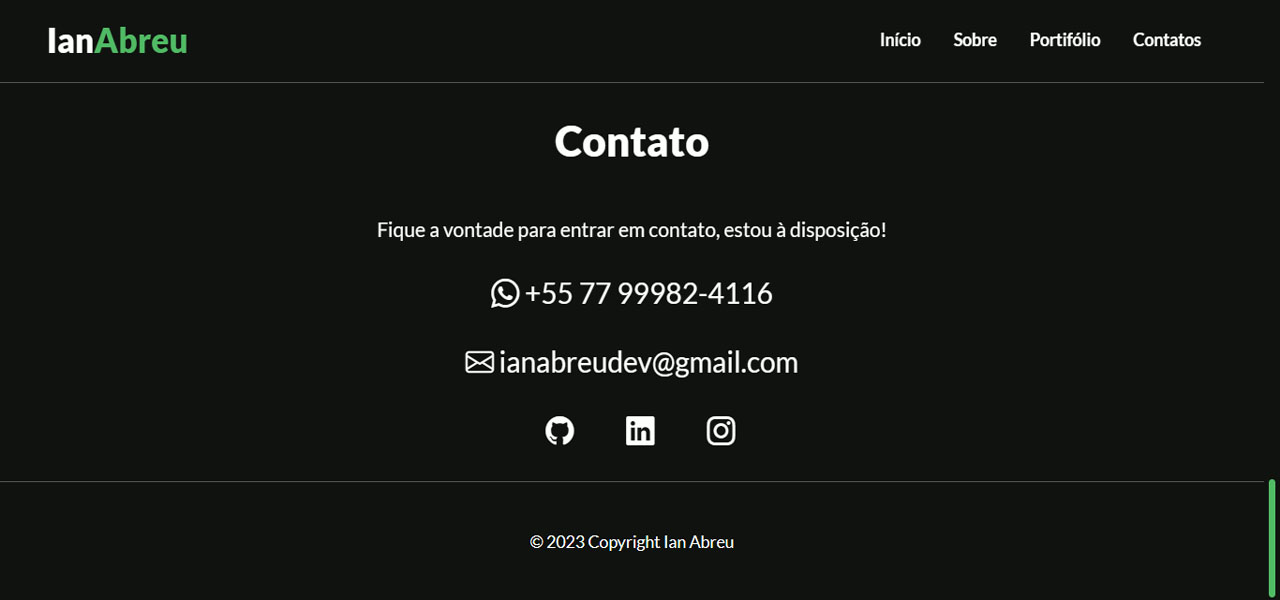 IanAbreu
Início Sobre Portifólio Contatos
Contato
Fique a vontade para entrar em contato, estou à disposição!
+55 77 99982-4116
ianabreudev@gmail.com
in
© 2023 Copyright Ian Abreu